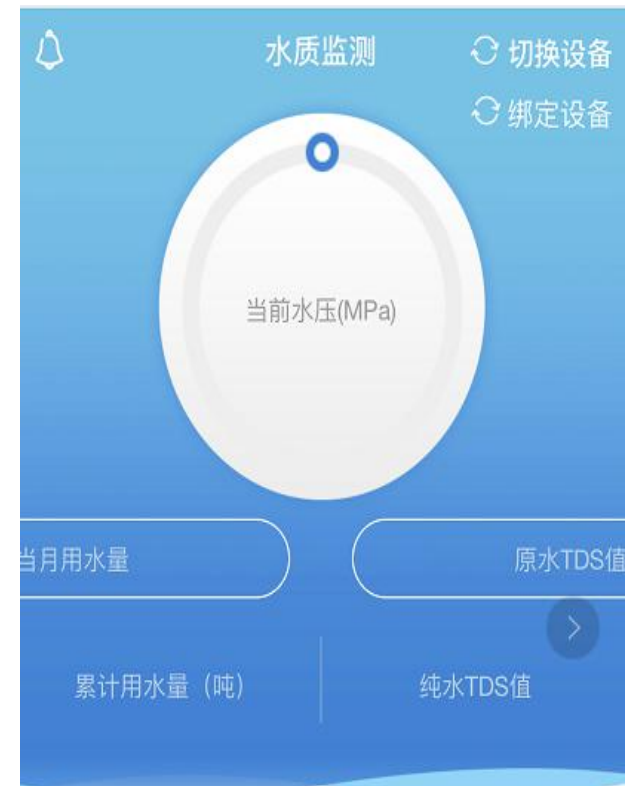 水质监测
切换设备
绑定设备
当前水压(MPa)
当月用水量
原水TDS值
累计用水量（吨）
纯水TDS值